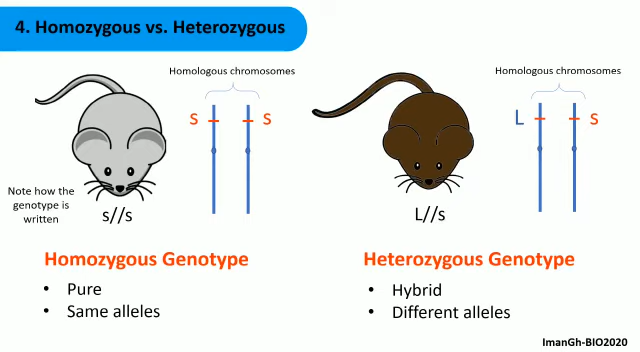 4. Homozygous vs. Heterozygous
Homologous chromosomes
S
S
Note how the
genotype is
written
s//s
Homozygous Genotype
• Pure
• Same alleles
Homologous chromosomes
L
S
L//s
Heterozygous Genotype
• Hybrid
• Different alleles
ImanGh-BIO2020